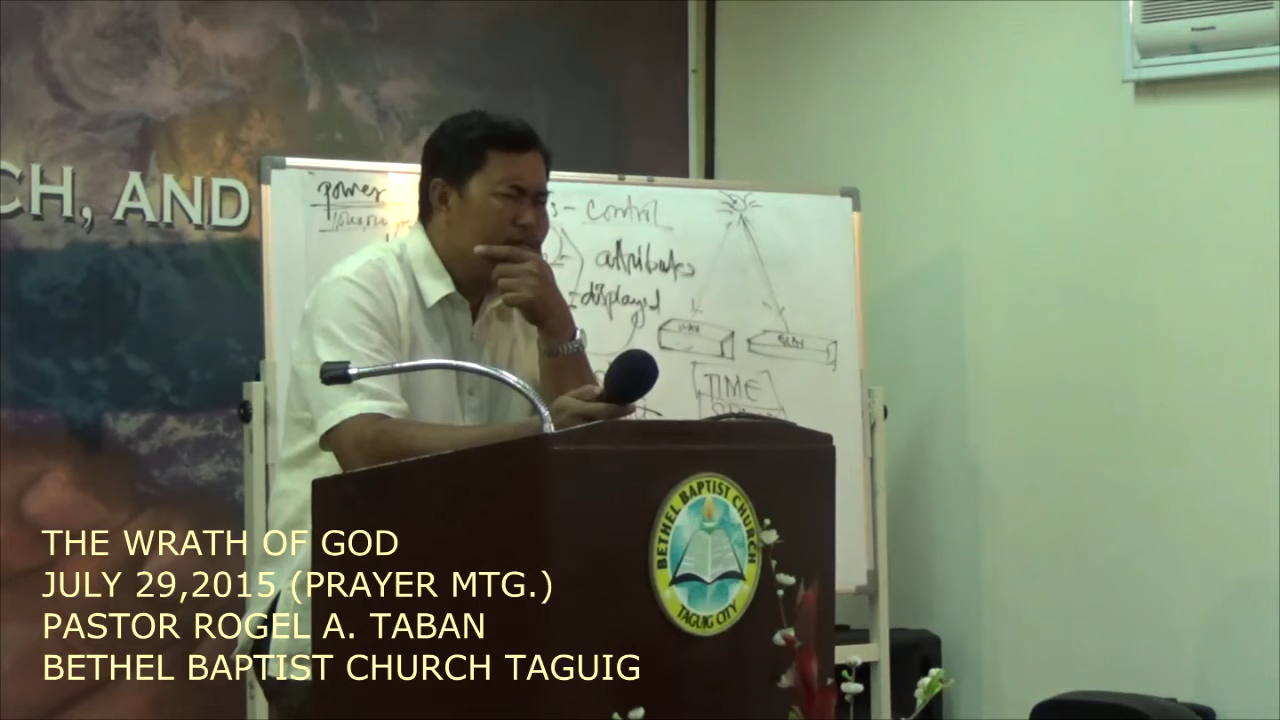 CH, AND
power
control
attributes
displayed
TIME
BETHEL BAPTIST CHURCH
TAGUIG CITY
Panasonic
THE WRATH OF GOD
JULY 29,2015 (PRAYER MTG.)
PASTOR ROGEL A. TABAN
BETHEL BAPTIST CHURCH TAGUIG